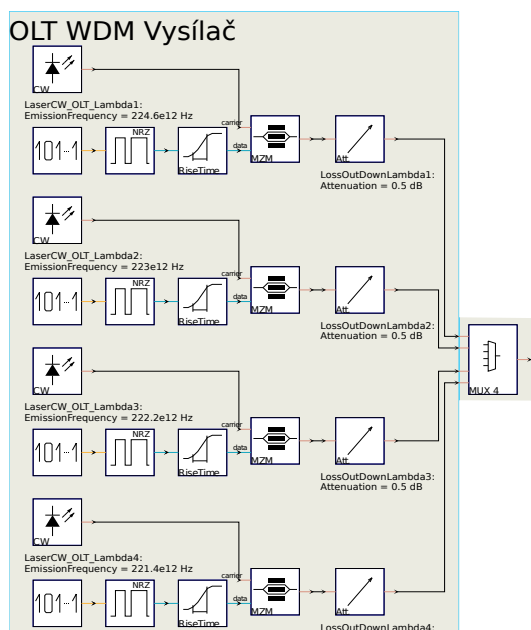 OLT WDM Vysílač
CW
LaserCW_OLT_Lambda1:
EmissionFrequency = 224.6e12 Hz
carrier
101...1
NRZ
RiseTime
data
MZM
Att.
LossOutDownLambda1:
Attenuation = 0.5 dB
CW
LaserCW_OLT_Lambda2:
EmissionFrequency = 223e12 Hz
carrier
101...1
NRZ
RiseTime
data
MZM
Att.
LossOutDownLambda2:
Attenuation = 0.5 dB
MUX 4
CW
LaserCW_OLT_Lambda3:
EmissionFrequency = 222.2e12 Hz
carrier
101...1
NRZ
RiseTime
data
MZM
Att.
LossOutDownLambda3:
Attenuation = 0.5 dB
CW
LaserCW_OLT_Lambda4:
EmissionFrequency = 221.4e12 Hz
carrier
101...1
NRZ
RiseTime
data
MZM
Att.
LossOutDownLambda4: